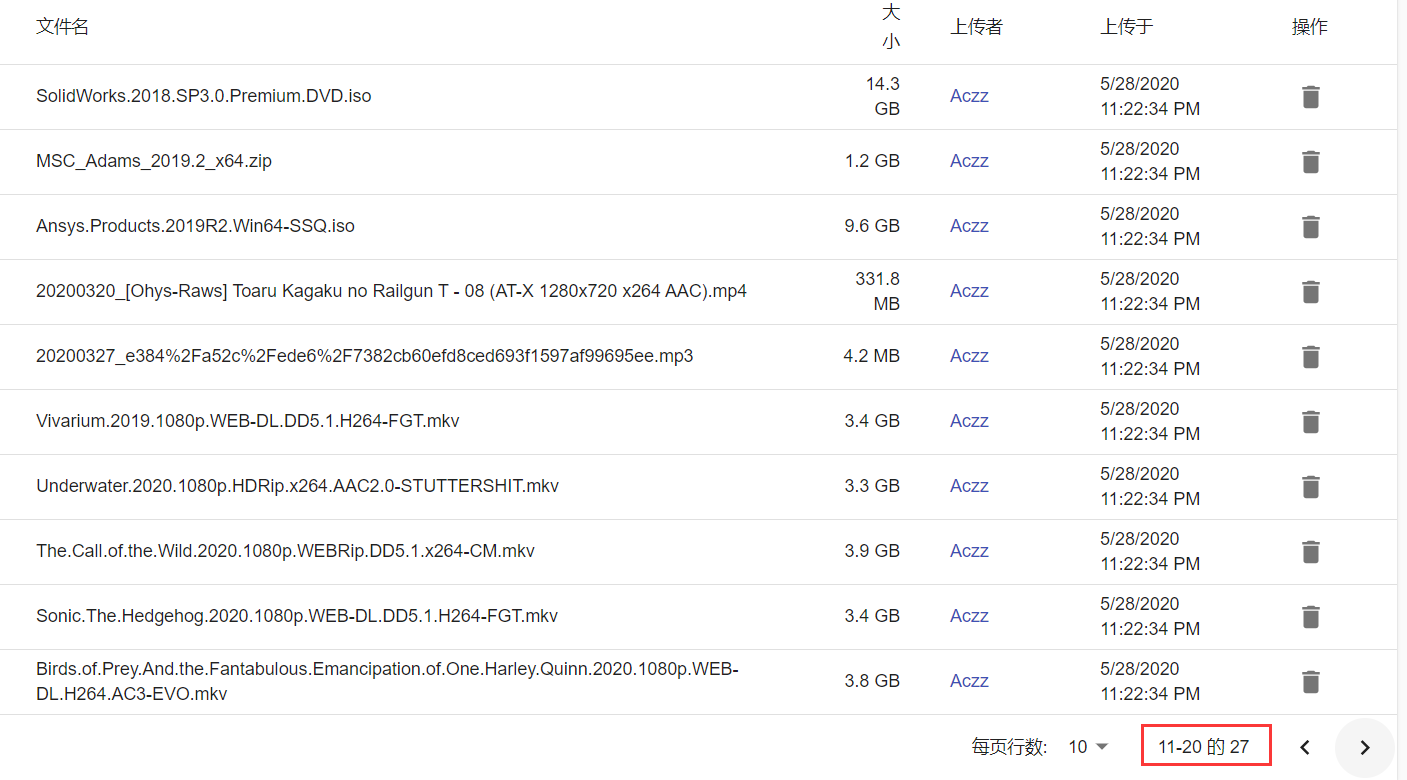 文件名 大小 上传者 上传于 操作
SolidWorks.2018.SP3.0.Premium.DVD.iso 14.3 GB Aczz 5/28/2020 11:22:34 PM
MSC_Adams_2019.2_x64.zip 1.2 GB Aczz 5/28/2020 11:22:34 PM
Ansys.Products.2019R2.Win64-SSQ.iso 9.6 GB Aczz 5/28/2020 11:22:34 PM
20200320_[Ohys-Raws] Toaru Kagaku no Railgun T - 08 (AT-X 1280x720 x264 AAC).mp4 331.8 MB Aczz 5/28/2020 11:22:34 PM
20200327_e384%2Fa52c%2Fede6%2F7382cb60efd8ced693f1597af99695ee.mp3 4.2 MB Aczz 5/28/2020 11:22:34 PM
Vivarium.2019.1080p.WEB-DL.DD5.1.H264-FGT.mkv 3.4 GB Aczz 5/28/2020 11:22:34 PM
Underwater.2020.1080p.HDRip.x264.AAC2.0-STUTTERSHIT.mkv 3.3 GB Aczz 5/28/2020 11:22:34 PM
The.Call.of.the.Wild.2020.1080p.WEBRip.DD5.1.x264-CM.mkv 3.9 GB Aczz 5/28/2020 11:22:34 PM
Sonic.The.Hedgehog.2020.1080p.WEB-DL.DD5.1.H264-FGT.mkv 3.4 GB Aczz 5/28/2020 11:22:34 PM
Birds.of.Prey.And.the.Fantabulous.Emancipation.of.One.Harley.Quinn.2020.1080p.WEB-
DL.H264.AC3-EVO.mkv 3.8 GB Aczz 5/28/2020 11:22:34 PM
每页行数: 10 11-20 的 27